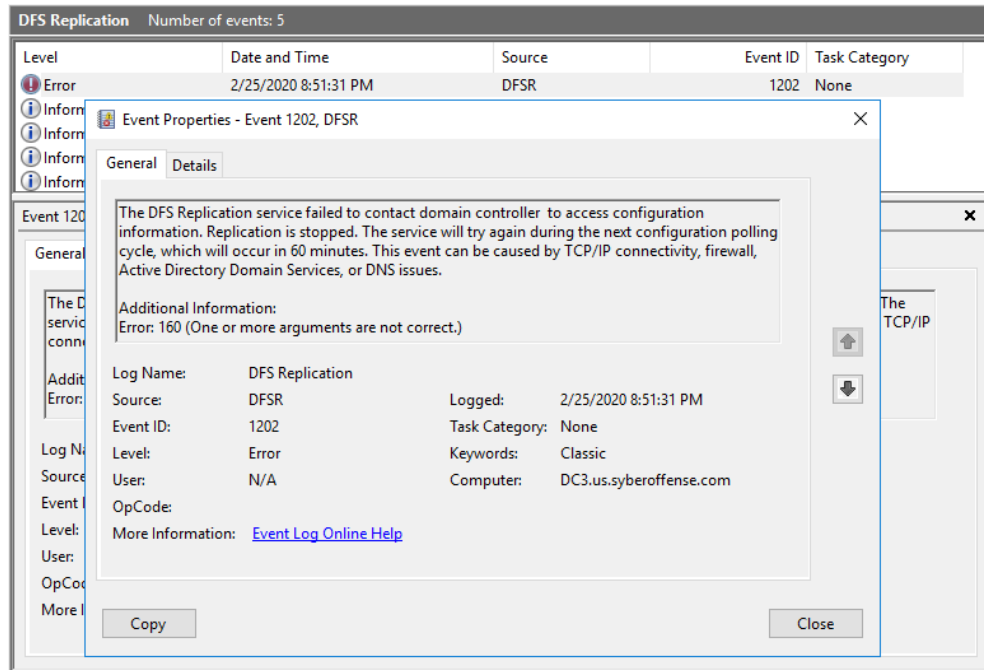 DFS Replication Number of events: 5
Level Date and Time Source Event ID Task Category
Error 2/25/2020 8:51:31 PM DFSR 1202 None
Inform
Inform
Inform
Inform
Event Properties - Event 1202, DFSR
General Details
The DFS Replication service failed to contact domain controller to access configuration
information. Replication is stopped. The service will try again during the next configuration polling
cycle, which will occur in 60 minutes. This event can be caused by TCP/IP connectivity, firewall,
Active Directory Domain Services, or DNS issues.
Additional Information:
Error: 160 (One or more arguments are not correct.)
Log Name: DFS Replication
Source: DFSR Logged: 2/25/2020 8:51:31 PM
Event ID: 1202 Task Category: None
Level: Error Keywords: Classic
User: N/A Computer: DC3.us.syberoffense.com
OpCode:
More Information: Event Log Online Help
Copy Close
Event 120
General
The D The
servic TCP/IP
conne
Addit
Error:
Log Na
Source
Event I
Level:
User:
OpCod
More I